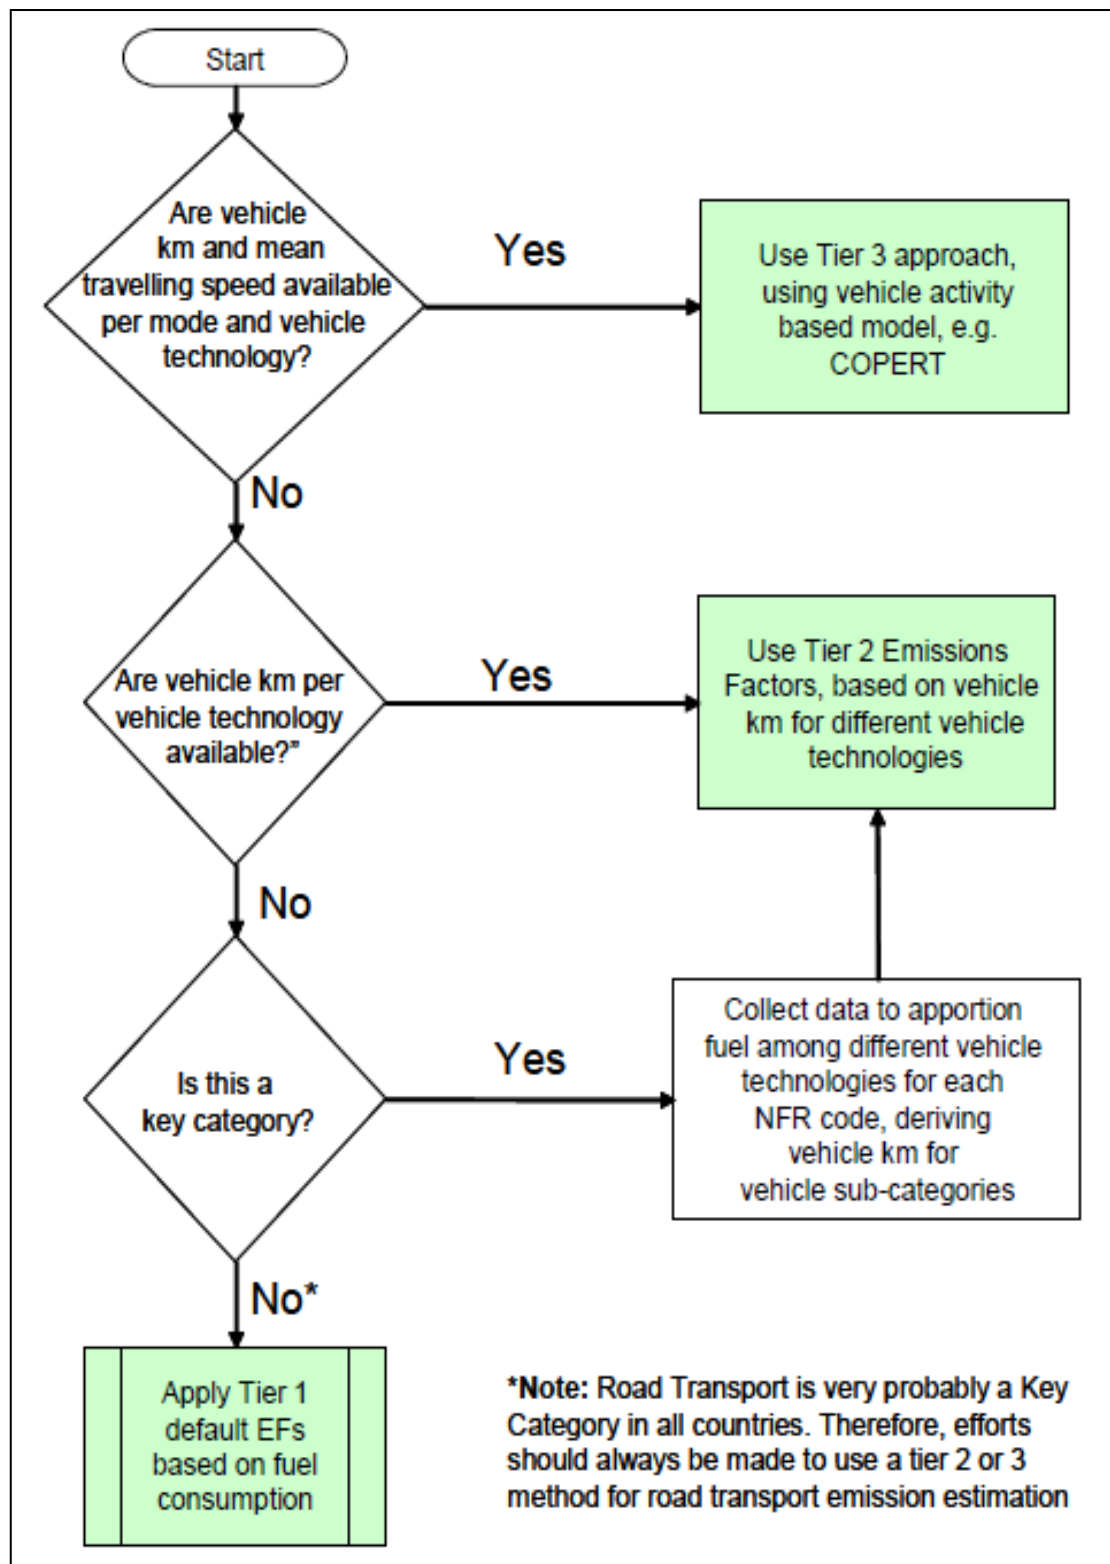 Start
Are vehicle
km and mean
travelling speed available
per mode and vehicle
technology?
Yes
Use Tier 3 approach,
using vehicle activity
based model, e.g.
COPERT
No
Are vehicle km per
vehicle technology
available?”
Yes
Use Tier 2 Emissions
Factors, based on vehicle
km for different vehicle
technologies
No
Is this a
key category?
Yes
Collect data to apportion
fuel among different vehicle
technologies for each
NFR code, deriving
vehicle km for
vehicle sub-categories
No*
Apply Tier 1
default EFs
based on fuel
consumption
*Note: Road Transport is very probably a Key
Category in all countries. Therefore, efforts
should always be made to use a tier 2 or 3
method for road transport emission estimation